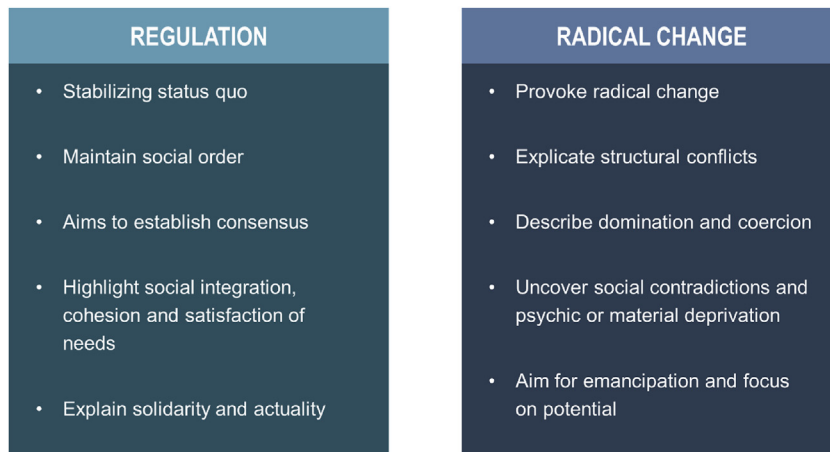 REGULATION
• Stabilizing status quo
• Maintain social order
• Aims to establish consensus
• Highlight social integration,
cohesion and satisfaction of
needs
• Explain solidarity and actuality
RADICAL CHANGE
• Provoke radical change
• Explicate structural conflicts
• Describe domination and coercion
• Uncover social contradictions and
psychic or material deprivation
• Aim for emancipation and focus
on potential